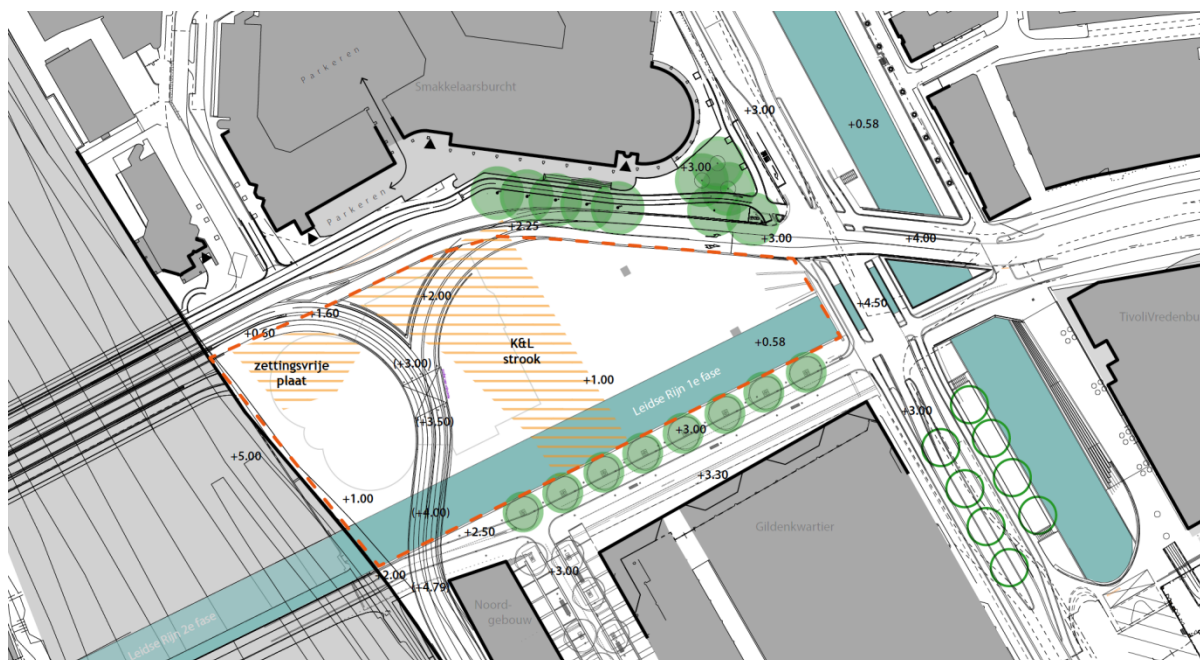 Parkeren
Smakkelaarsburcht
+3.00
+0.58
+3.00
Parkeren
+2.25
+3.00
+4.00
+2.00
+4.50
+1.60
+0.60
TivoliVredenbu
K&L
strook
+0.58
zettingsvrije
plaat
(+3.00)
+1.00
Leidse Rijn 1e fase
+3.00
(+3.50)
+3.00
+5.00
+3.30
+1.00
(+4.00)
+2.50
Gildenkwartier
+2.00
+3.00
(+4.79)
Noord-
gebouw
Leidse Rijn 2e fase